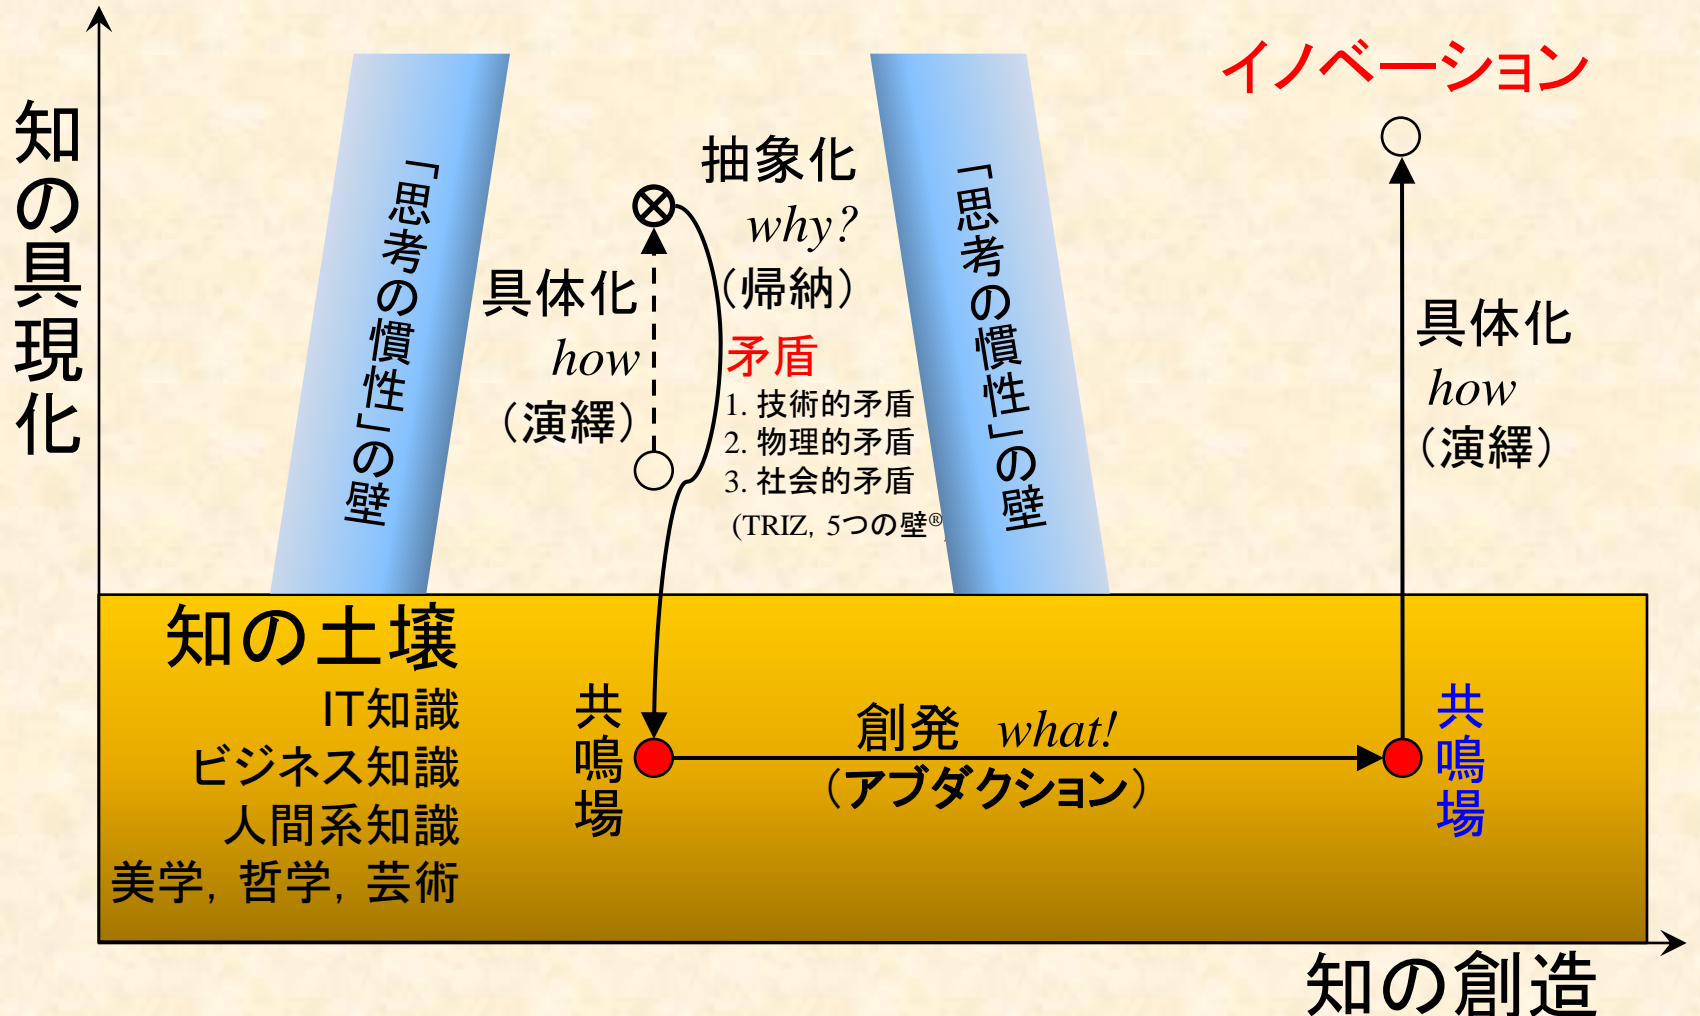 イノベーション
知の具現化
「思考の慣性」の壁
抽象化
why?
（帰納）
具体化
how
（演繹）
矛盾
1. 技術的矛盾
2. 物理的矛盾
3. 社会的矛盾
(TRIZ, 5つの壁®
「思考の慣性」の壁
具体化
how
（演繹）
知の土壌
IT知識
ビジネス知識
人間系知識
美学, 哲学, 芸術
共鳴場
創発 what!
（アブダクション）
共鳴場
知の創造